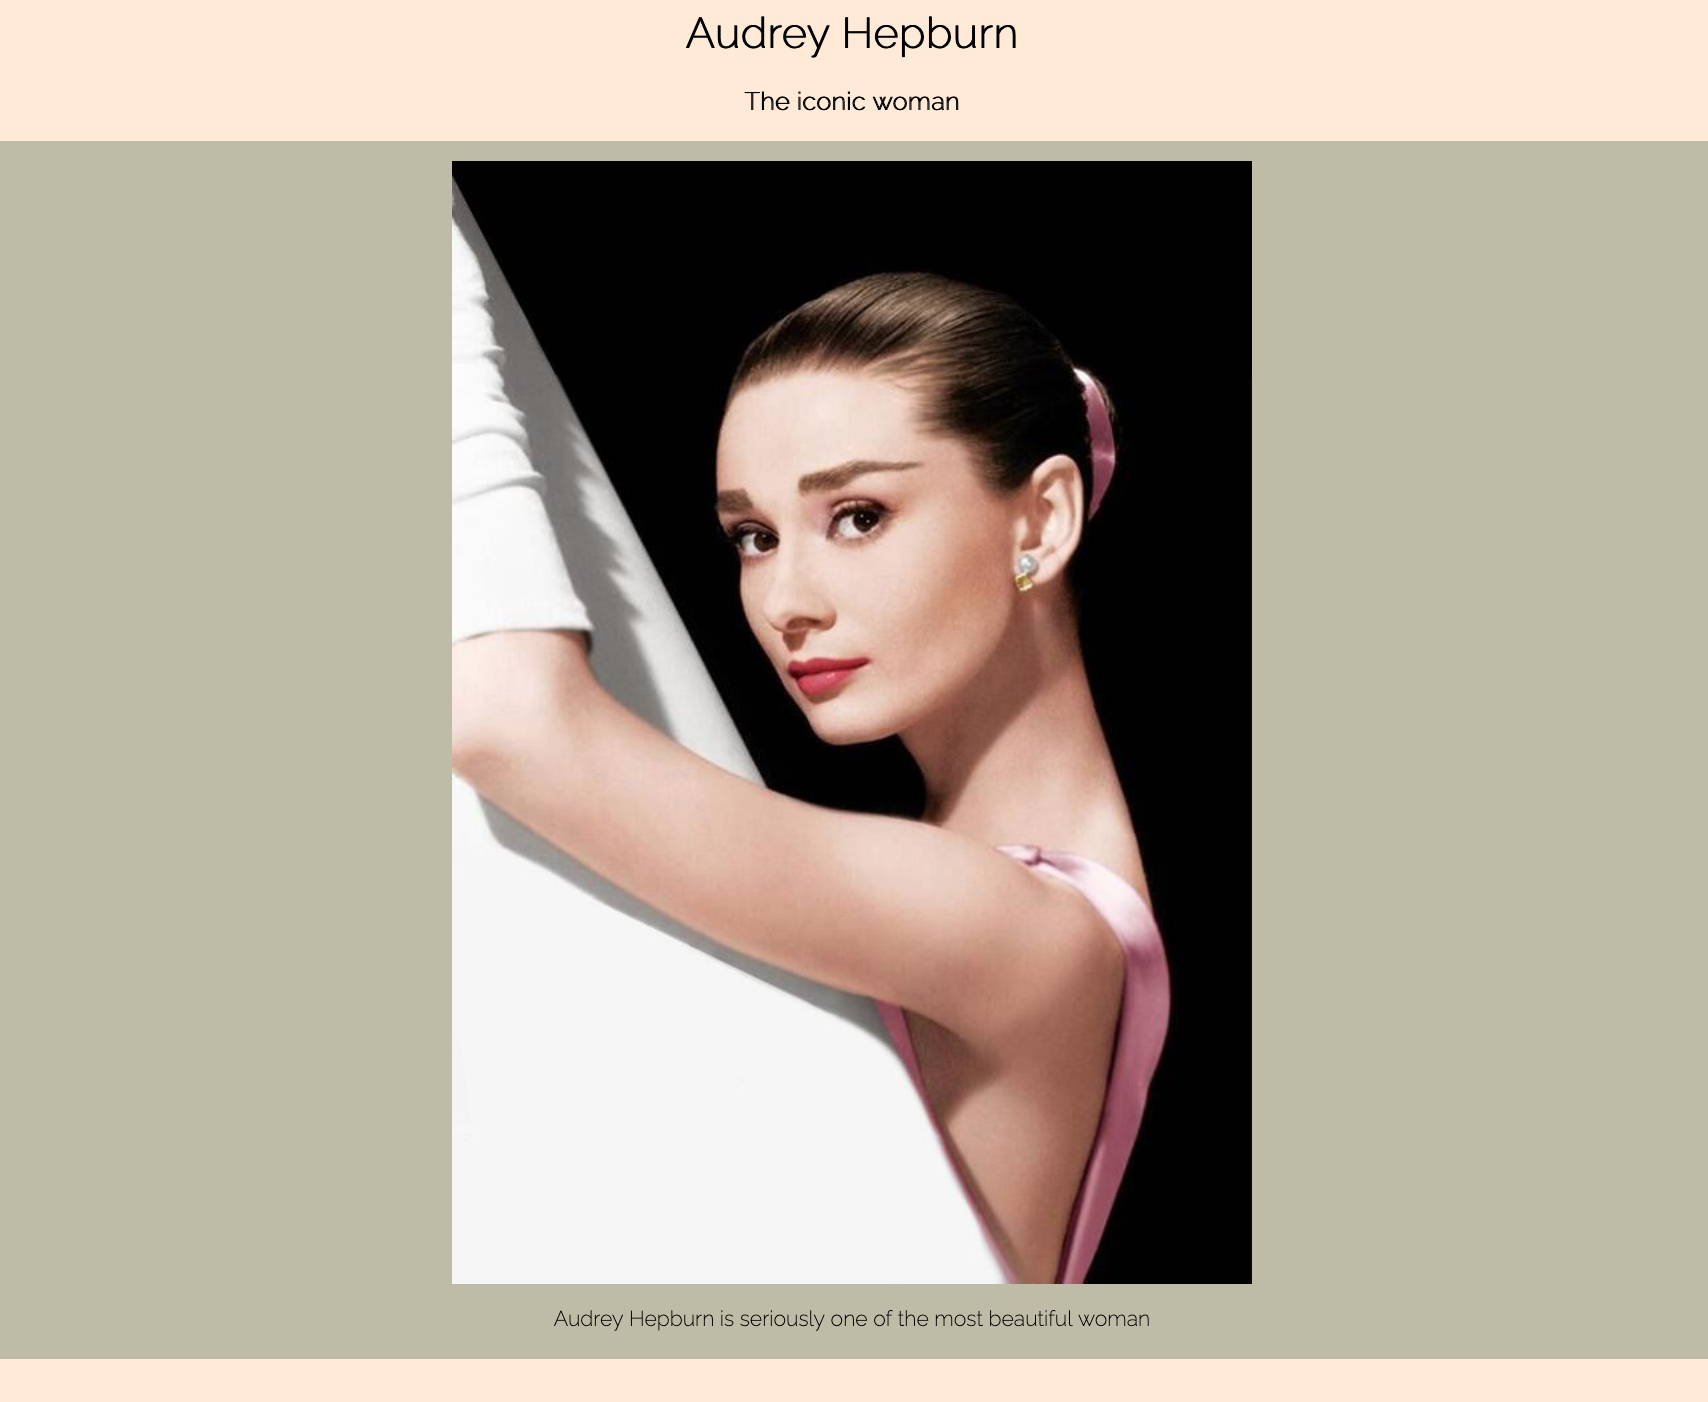 Audrey Hepburn
The iconic woman
Audrey Hepburn is seriously one of the most beautiful woman